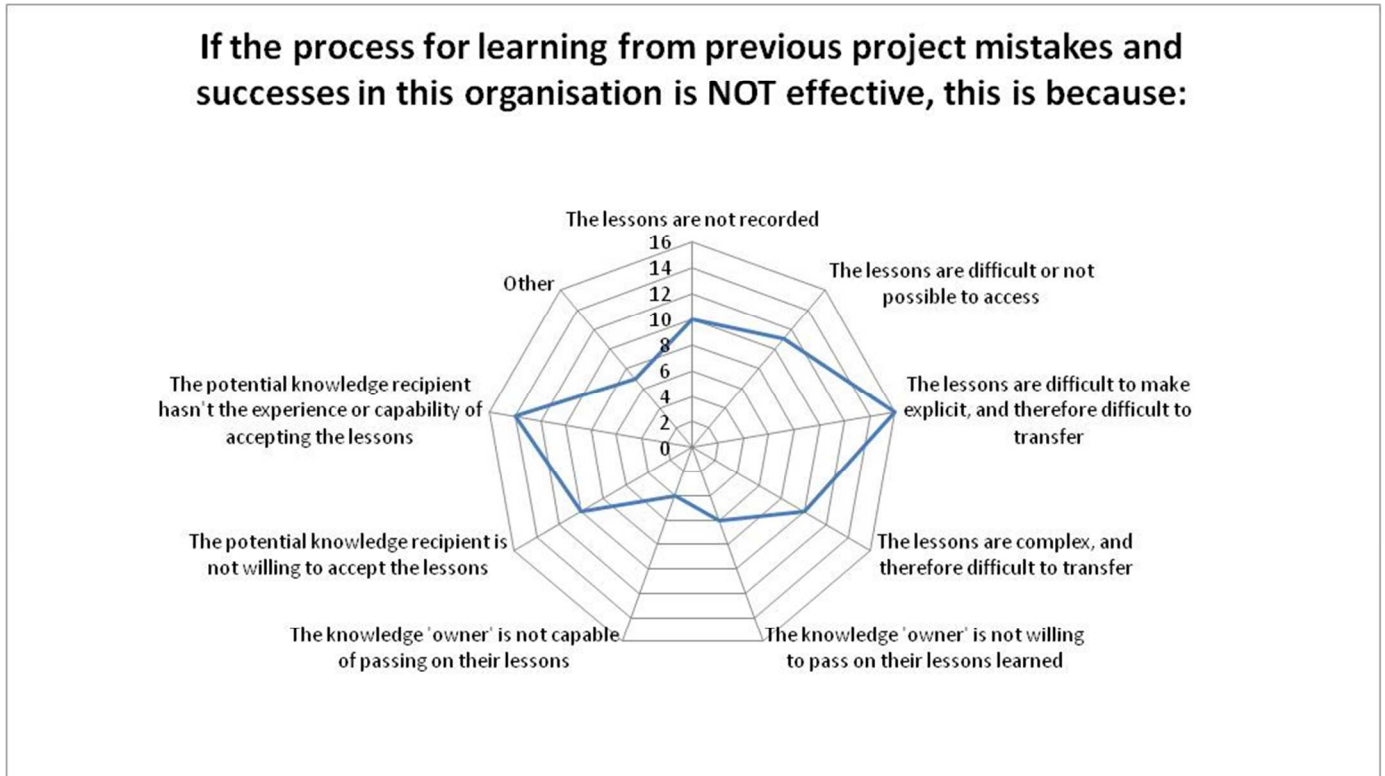 If the process for learning from previous project mistakes and
successes in this organisation is NOT effective, this is because:
The lessons are not recorded
16
14
12
10
8
6
4
2
0
The lessons are difficult or not
possible to access
The lessons are difficult to make
explicit, and therefore difficult to
transfer
The lessons are complex, and
therefore difficult to transfer
The knowledge 'owner' is not willing
to pass on their lessons learned
The knowledge 'owner' is not capable
of passing on their lessons
The potential knowledge recipient is
not willing to accept the lessons
The potential knowledge recipient
hasn't the experience or capability of
accepting the lessons
Other